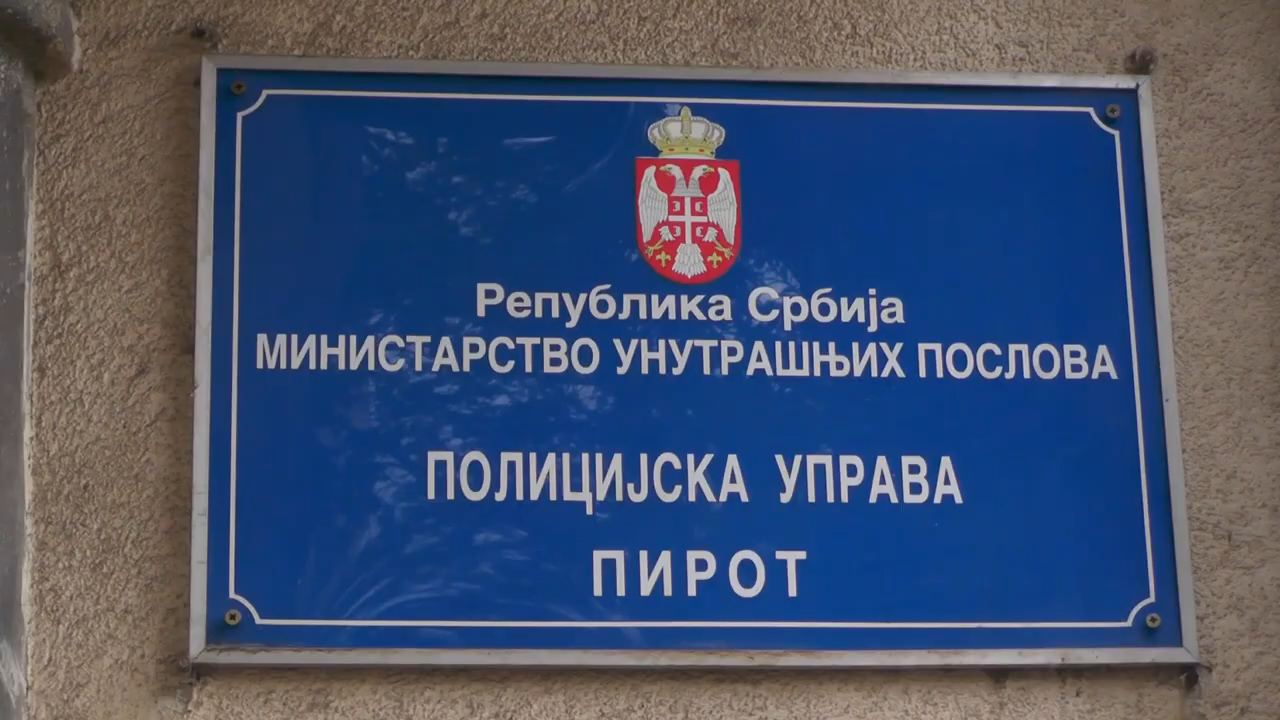 Република Србија
МИНИСТАРСТВО УНУТРАШЊИХ ПОСЛОВА
ПОЛИЦИЈСКА УПРАВА
ПИРОТ